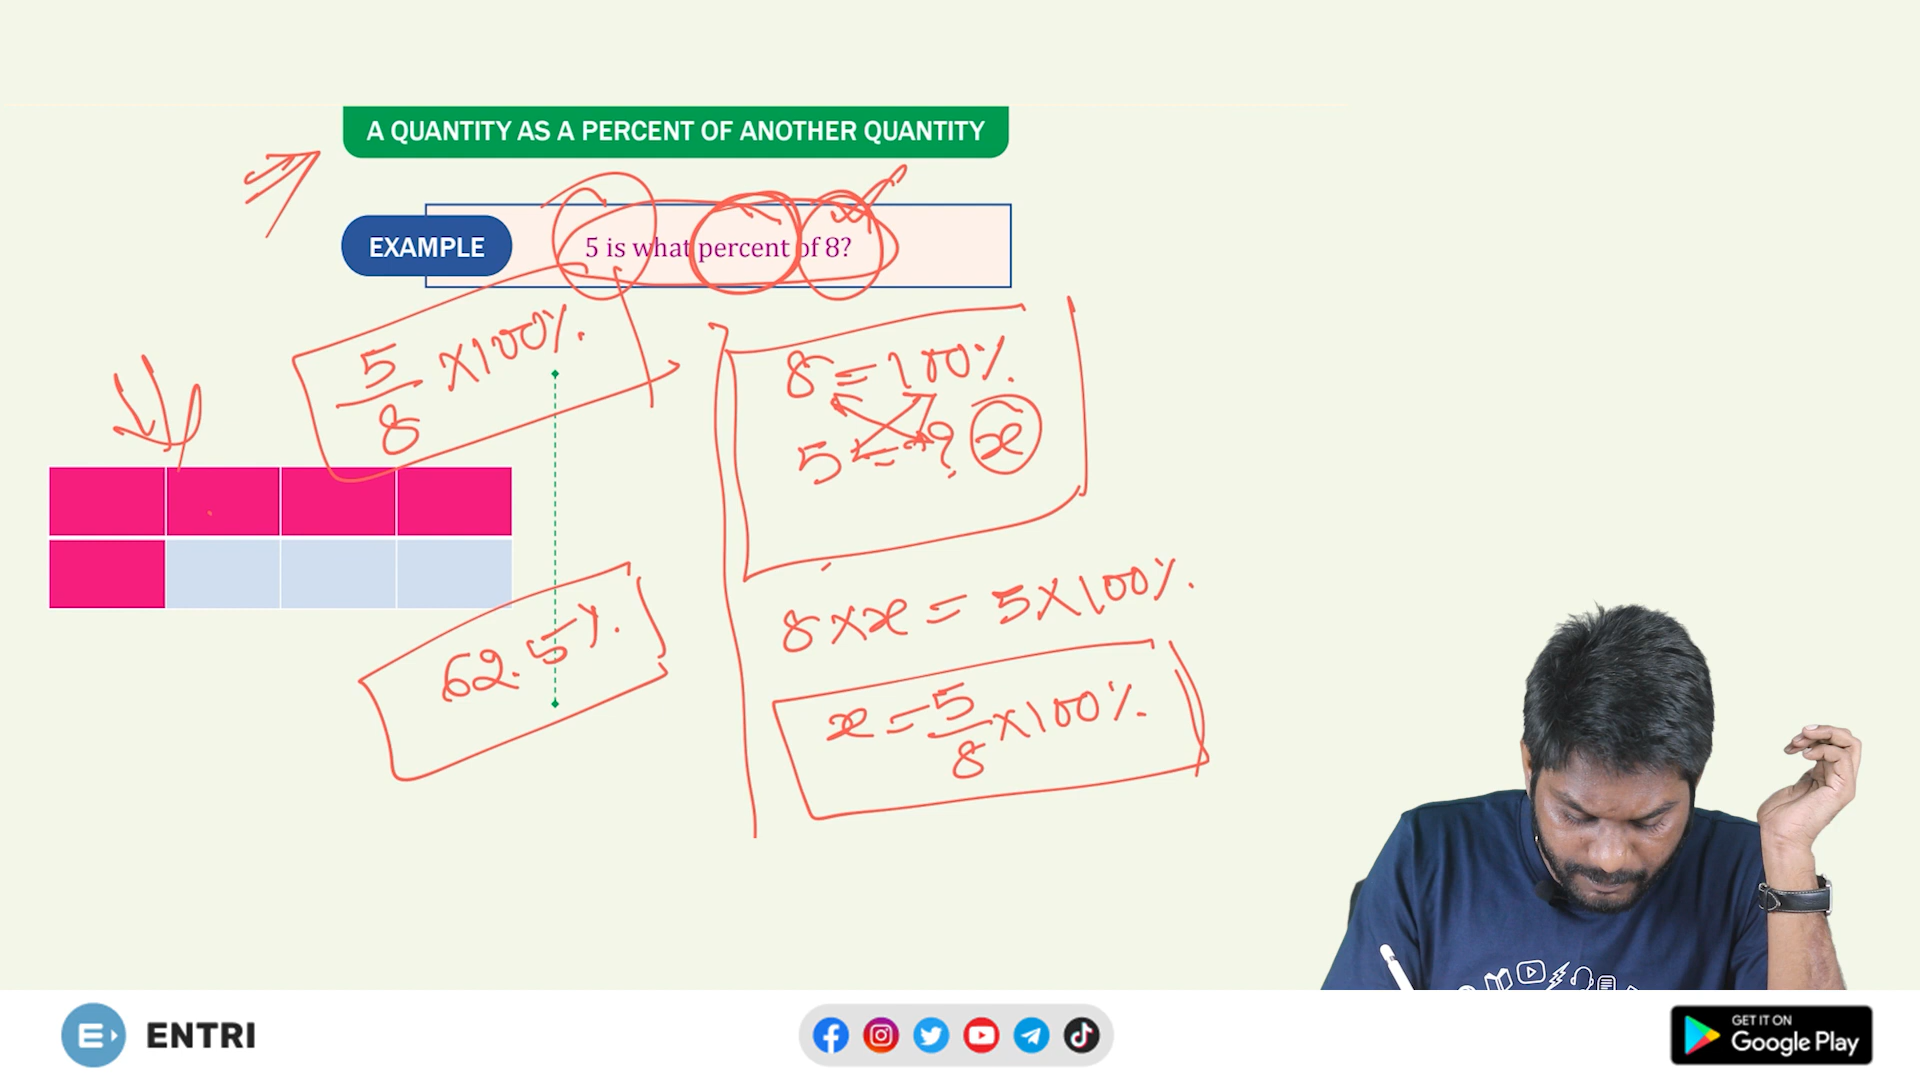 A QUANTITY AS A PERCENT OF ANOTHER QUANTITY
EXAMPLE
5 is what percent of 8?
5/8 ×100%.
62.5%.
8 = 100%.
5 = ? x
8×x = 5×100%.
x = 5/8 ×100%.
ENTRI
GET IT ON
Google Play